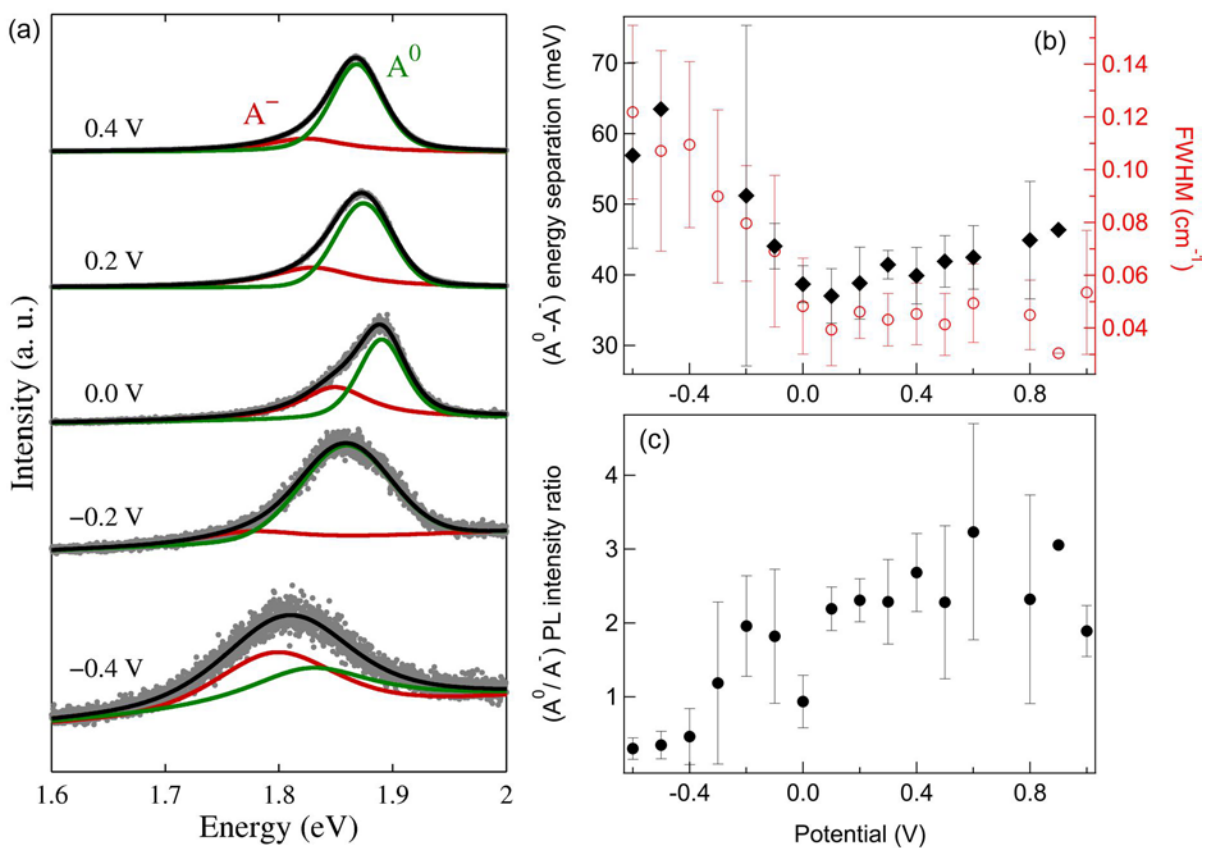 (a)
A⁻
A⁰
0.4 V
0.2 V
0.0 V
−0.2 V
−0.4 V
Intensity (a. u.)
1.6 1.7 1.8 1.9 2
Energy (eV)
(b)
(A⁰-A⁻) energy separation (meV)
70
60
50
40
30
0.14
0.12
0.10
0.08
0.06
0.04
FWHM (cm⁻¹)
-0.4 0.0 0.4 0.8
(c)
(A⁰/ A⁻) PL intensity ratio
4
3
2
1
-0.4 0.0 0.4 0.8
Potential (V)